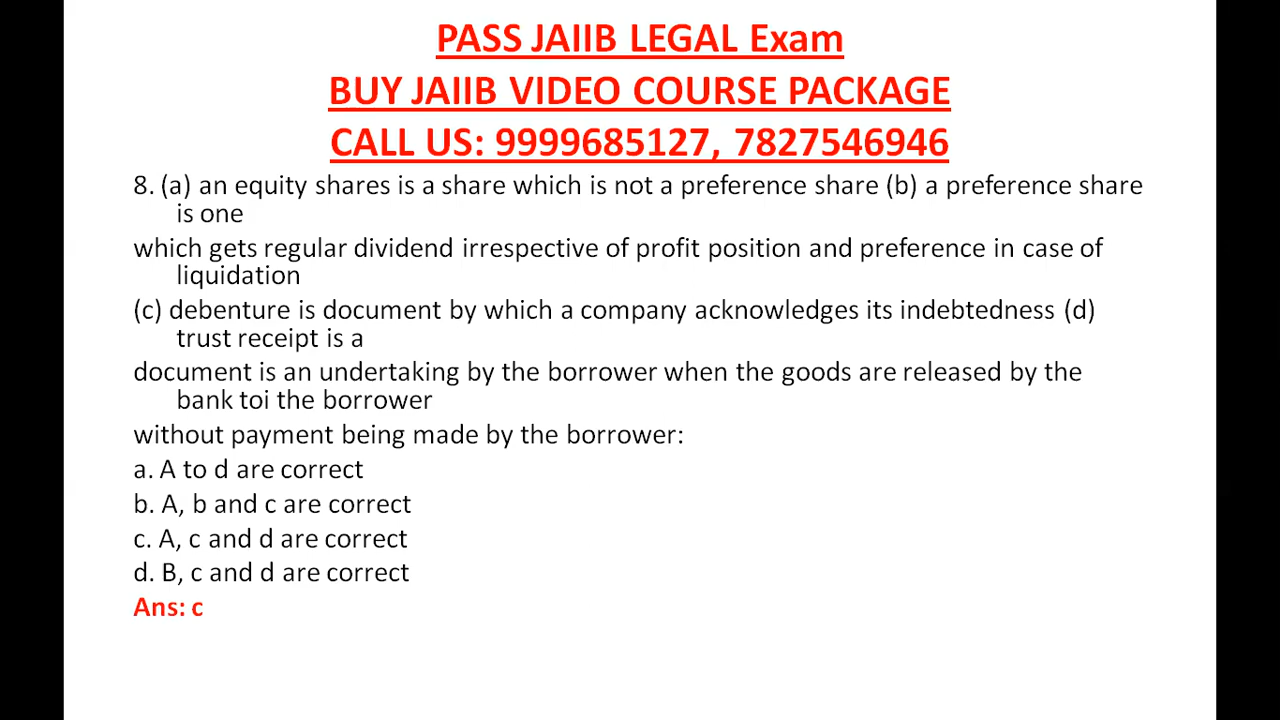 PASS JAIIB LEGAL Exam
BUY JAIIB VIDEO COURSE PACKAGE
CALL US: 9999685127, 7827546946
8. (a) an equity shares is a share which is not a preference share (b) a preference share
is one
which gets regular dividend irrespective of profit position and preference in case of
liquidation
(c) debenture is document by which a company acknowledges its indebtedness (d)
trust receipt is a
document is an undertaking by the borrower when the goods are released by the
bank toi the borrower
without payment being made by the borrower:
a. A to d are correct
b. A, b and c are correct
c. A, c and d are correct
d. B, c and d are correct
Ans: c